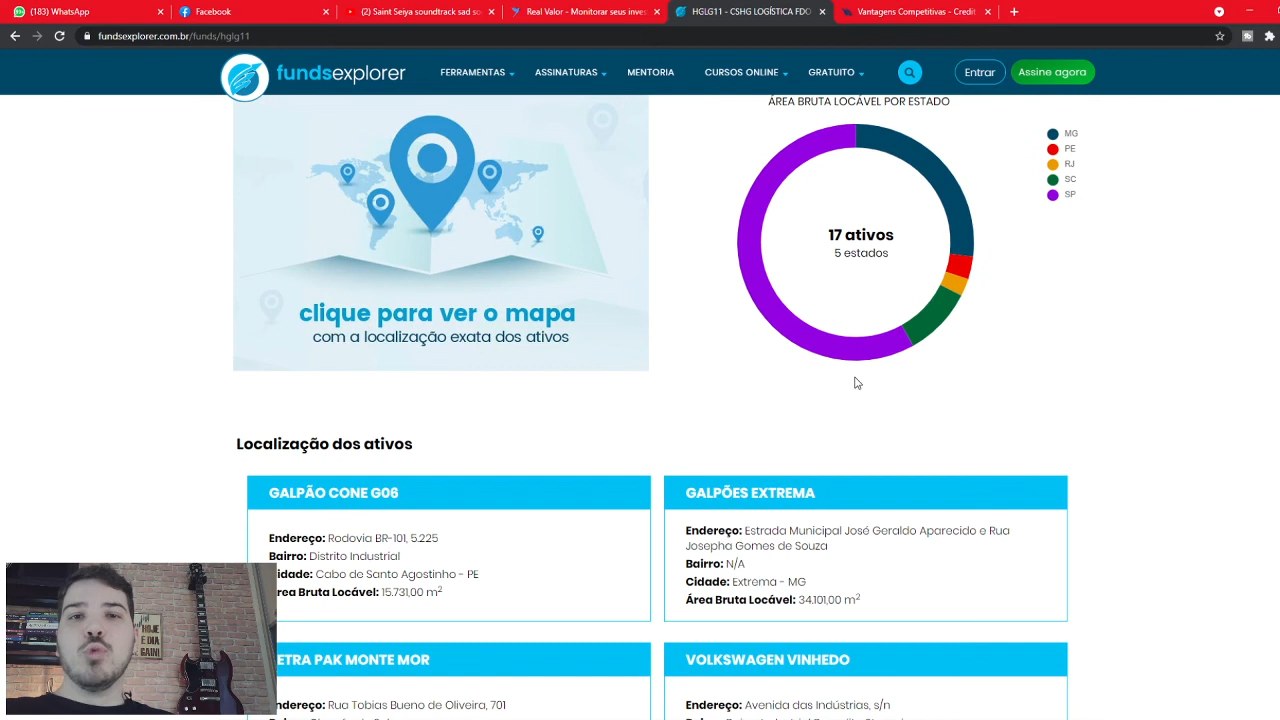 (183) WhatsApp
Facebook
(2) Saint Seiya soundtrack sad so
Real Valor - Monitorar seus inves
HGLG11 - CSHG LOGÍSTICA FDO
Vantagens Competitivas - Credit
fundsexplorer.com.br/funds/hglg11
fundsexplorer
FERRAMENTAS
ASSINATURAS
MENTORIA
CURSOS ONLINE
GRATUITO
Entrar
Assine agora
clique para ver o mapa
com a localização exata dos ativos
ÁREA BRUTA LOCÁVEL POR ESTADO
17 ativos
5 estados
MG
PE
RJ
SC
SP
Localização dos ativos
GALPÃO CONE G06
Endereço: Rodovia BR-101, 5.225
Bairro: Distrito Industrial
idade: Cabo de Santo Agostinho - PE
rea Bruta Locável: 15.731,00 m²
GALPÕES EXTREMA
Endereço: Estrada Municipal José Geraldo Aparecido e Rua
Josepha Gomes de Souza
Bairro: N/A
Cidade: Extrema - MG
Área Bruta Locável: 34.101,00 m²
ETRA PAK MONTE MOR
Endereço: Rua Tobias Bueno de Oliveira, 701
VOLKSWAGEN VINHEDO
Endereço: Avenida das Indústrias, s/n
HOJE
E DIA
GAIN!